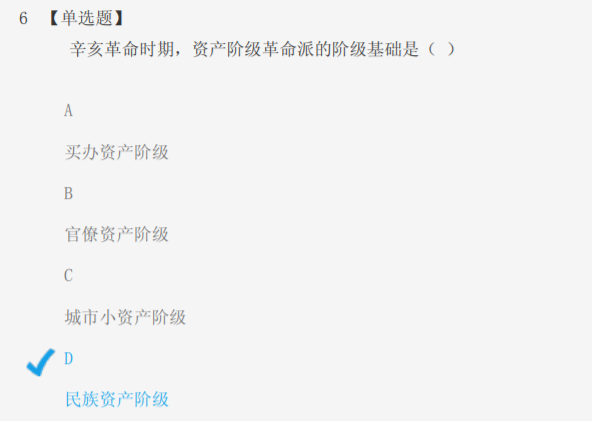 6 【单选题】
辛亥革命时期，资产阶级革命派的阶级基础是（ ）
A
买办资产阶级
B
官僚资产阶级
C
城市小资产阶级
D
民族资产阶级